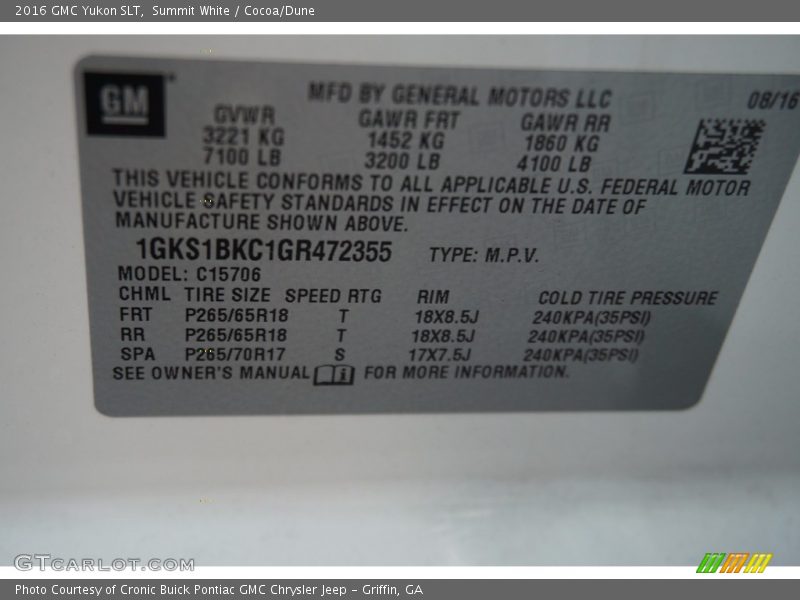 2016 GMC Yukon SLT, Summit White / Cocoa/Dune
GM
MFD BY GENERAL MOTORS LLC 08/16
GVWR GAWR FRT GAWR RR
3221 KG 1452 KG 1860 KG
7100 LB 3200 LB 4100 LB
THIS VEHICLE CONFORMS TO ALL APPLICABLE U.S. FEDERAL MOTOR
VEHICLE SAFETY STANDARDS IN EFFECT ON THE DATE OF
MANUFACTURE SHOWN ABOVE.
1GKS1BKC1GR472355 TYPE: M.P.V.
MODEL: C15706
CHML TIRE SIZE SPEED RTG RIM COLD TIRE PRESSURE
FRT P265/65R18 T 18X8.5J 240KPA(35PSI)
RR P265/65R18 T 18X8.5J 240KPA(35PSI)
SPA P265/70R17 S 17X7.5J 240KPA(35PSI)
SEE OWNER'S MANUAL FOR MORE INFORMATION.
GTCARLOT.COM
Photo Courtesy of Cronic Buick Pontiac GMC Chrysler Jeep - Griffin, GA